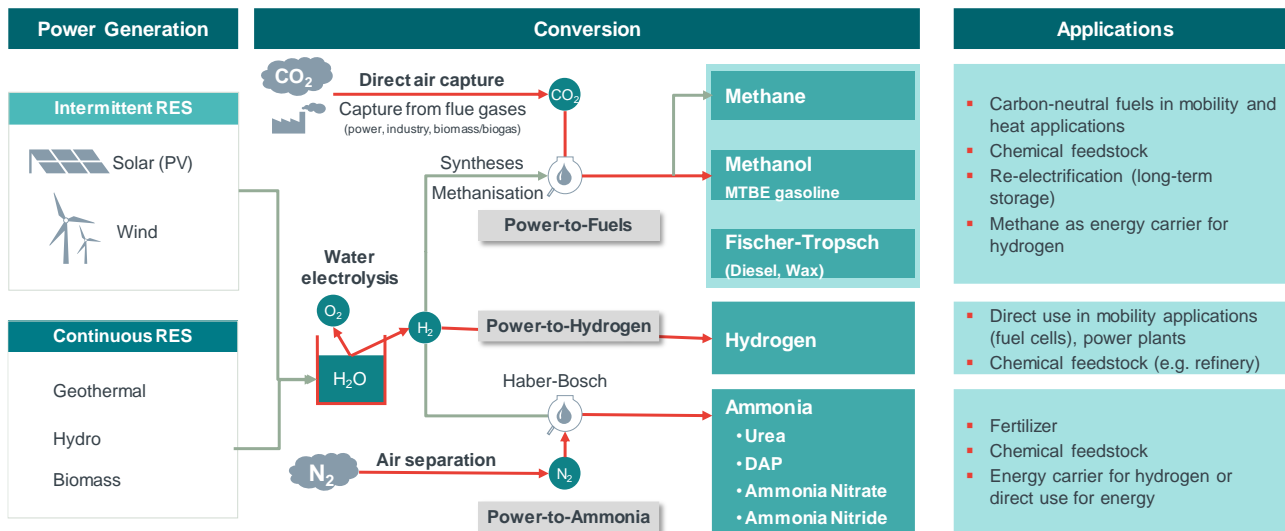 Power Generation
Conversion
Applications
Intermittent RES
Solar (PV)
Wind
Continuous RES
Geothermal
Hydro
Biomass
CO₂
Direct air capture
CO₂
Capture from flue gases
(power, industry, biomass/biogas)
Syntheses
Methanisation
Power-to-Fuels
Water
electrolysis
O₂
H₂
H₂O
Power-to-Hydrogen
Haber-Bosch
N₂
Air separation
N₂
Power-to-Ammonia
Methane
Methanol
MTBE gasoline
Fischer-Tropsch
(Diesel, Wax)
Hydrogen
Ammonia
• Urea
• DAP
• Ammonia Nitrate
• Ammonia Nitride
▪ Carbon-neutral fuels in mobility and
heat applications
▪ Chemical feedstock
▪ Re-electrification (long-term
storage)
▪ Methane as energy carrier for
hydrogen
▪ Direct use in mobility applications
(fuel cells), power plants
▪ Chemical feedstock (e.g. refinery)
▪ Fertilizer
▪ Chemical feedstock
▪ Energy carrier for hydrogen or
direct use for energy